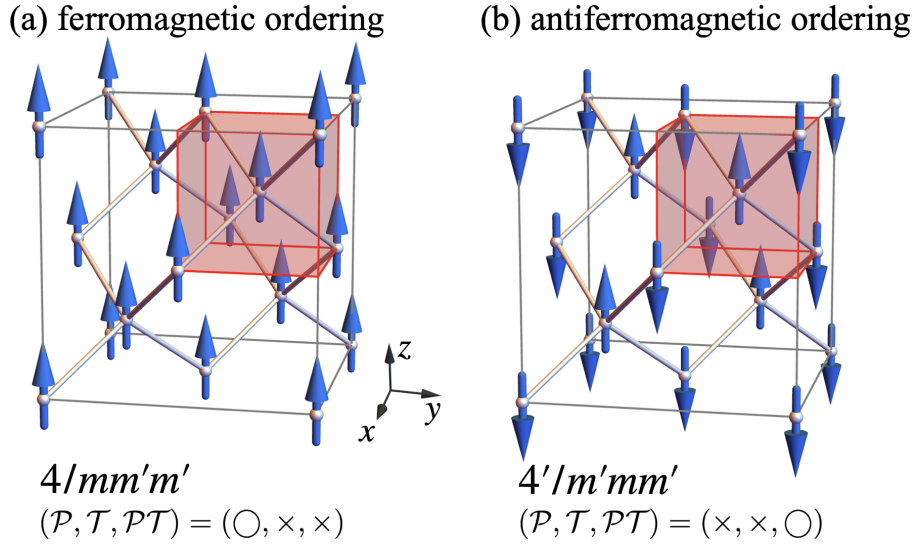 (a) ferromagnetic ordering
(b) antiferromagnetic ordering
z
y
x
4/mm′m′
(𝒫, 𝒯, 𝒫𝒯) = (◯, ×, ×)
4′/m′mm′
(𝒫, 𝒯, 𝒫𝒯) = (×, ×, ◯)